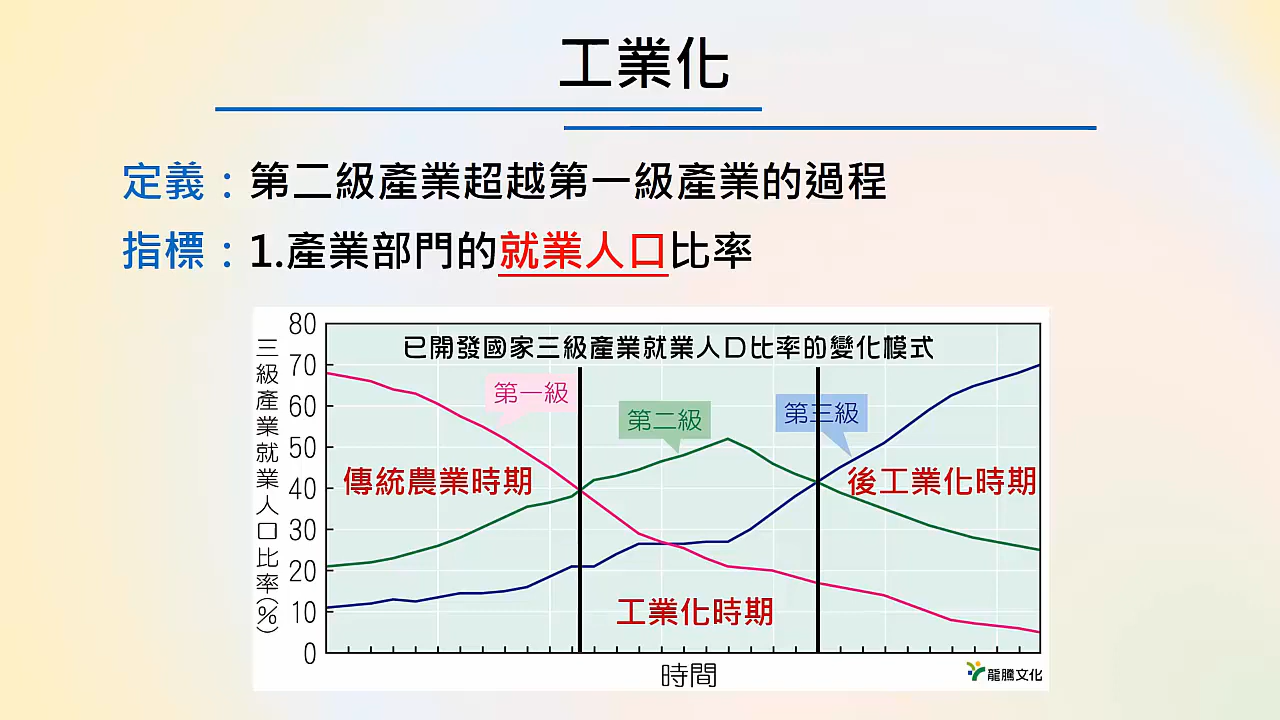 工業化
定義：第二級產業超越第一級產業的過程
指標：1.產業部門的就業人口比率
已開發國家三級產業就業人口比率的變化模式
三級產業就業人口比率(%)
80
70
60
50
40
30
20
10
0
第一級
第二級
第三級
傳統農業時期
後工業化時期
工業化時期
時間
龍騰文化